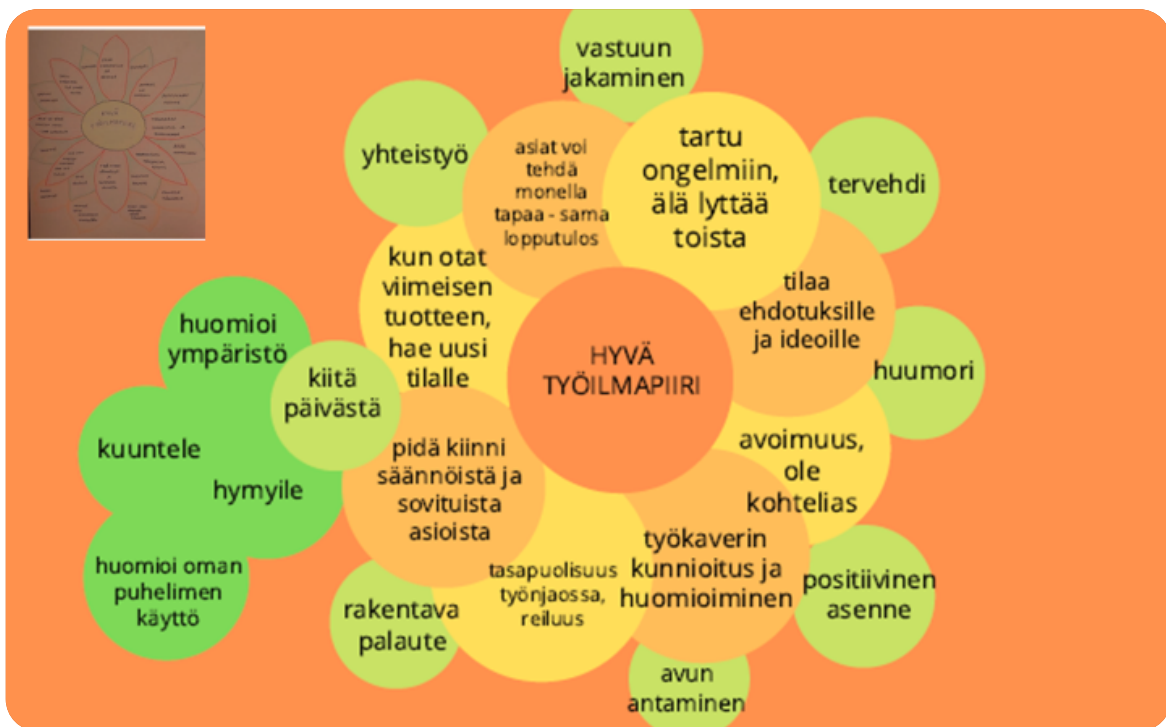 vastuun
jakaminen
yhteistyö
asiat voi
tehdä
monella
tapaa - sama
lopputulos
tartu
ongelmiin,
älä lyttää
toista
tervehdi
kun otat
viimeisen
tuotteen,
hae uusi
tilalle
tilaa
ehdotuksille
ja ideoille
huomioi
ympäristö
kiitä
päivästä
HYVÄ
TYÖILMAPIIRI
huumori
kuuntele
hymyile
pidä kiinni
säännöistä ja
sovituista
asioista
avoimuus,
ole
kohtelias
huomioi oman
puhelimen
käyttö
rakentava
palaute
tasapuolisuus
työnjaossa,
reiluus
työkaverin
kunnioitus ja
huomioiminen
positiivinen
asenne
avun
antaminen